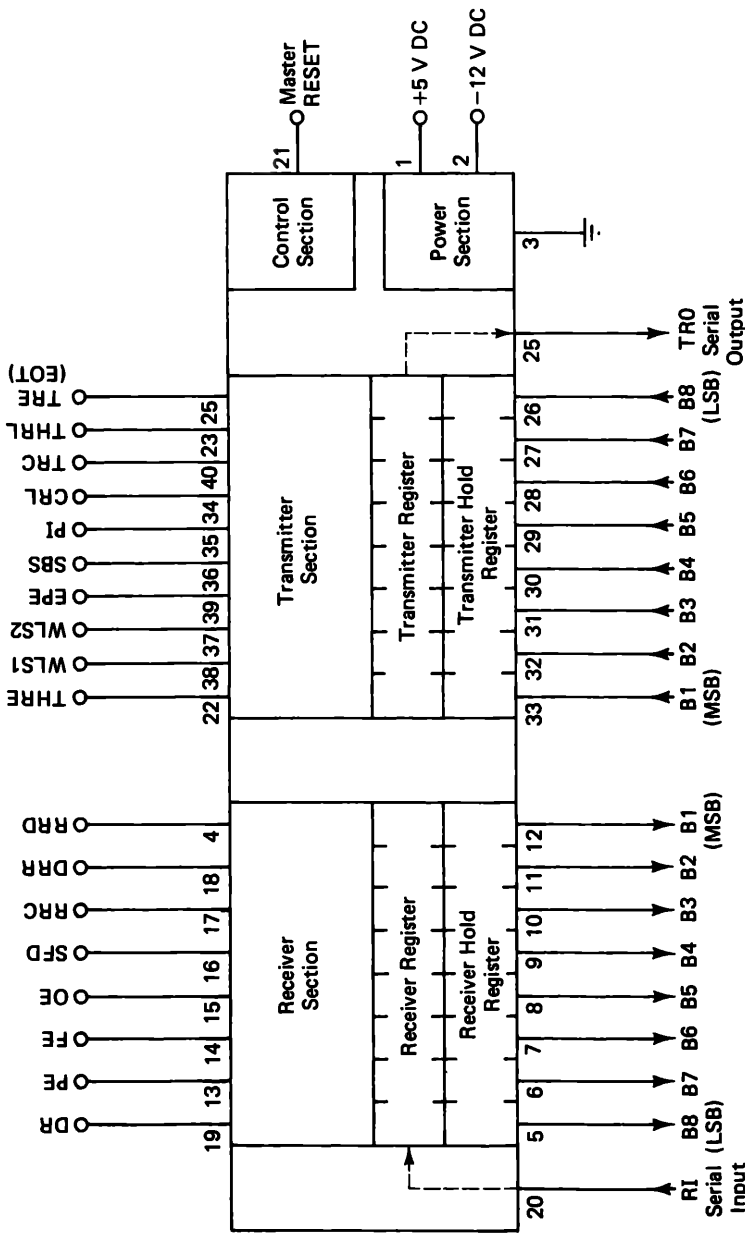 TRE
(EOT)
THRL
TRC
CRL
PI
SBS
EPE
WLS2
WLS1
THRE
RRD
DRR
RRC
SFD
OE
FE
PE
DR
25
23
40
34
35
36
39
37
38
22
4
18
17
16
15
14
13
19
Control
Section
21
Master
RESET
Power
Section
1
+5 V DC
2
−12 V DC
3
Transmitter
Section
Transmitter Register
Transmitter Hold
Register
Receiver
Section
Receiver Register
Receiver Hold
Register
25
26
27
28
29
30
31
32
33
12
11
10
9
8
7
6
5
20
TRO
Serial
Output
B8
(LSB)
B7
B6
B5
B4
B3
B2
B1
(MSB)
B1
(MSB)
B2
B3
B4
B5
B6
B7
B8
(LSB)
RI
Serial
Input